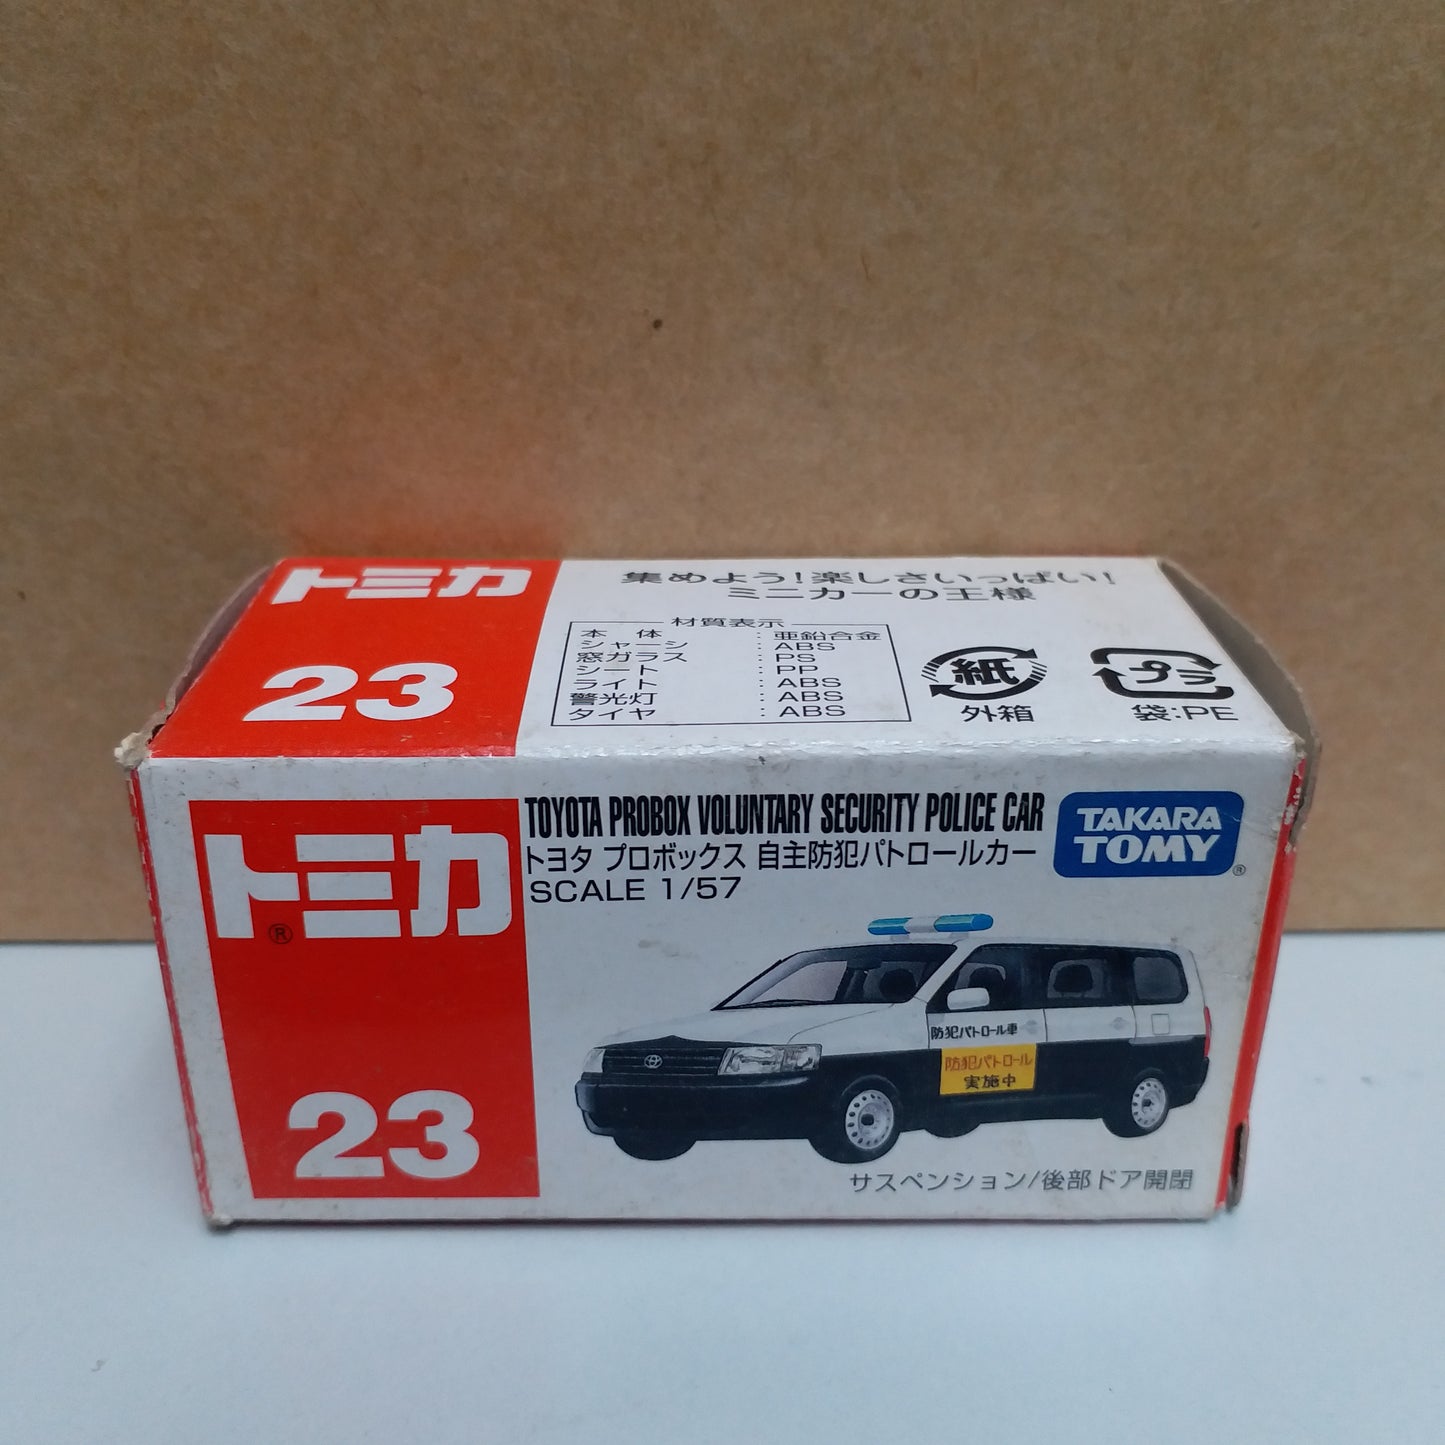 トミカ
23
集めよう!楽しさいっぱい!
ミニカーの王様
材質表示
本体 : 亜鉛合金
シャーシ : ABS
窓ガラス : PS
シート : PP
ライト : ABS
警光灯 : ABS
タイヤ : ABS
紙
外箱
プラ
袋:PE
トミカ®
23
TOYOTA PROBOX VOLUNTARY SECURITY POLICE CAR
トヨタ プロボックス 自主防犯パトロールカー
SCALE 1/57
TAKARA
TOMY®
防犯パトロール車
防犯パトロール
実施中
サスペンション/後部ドア開閉